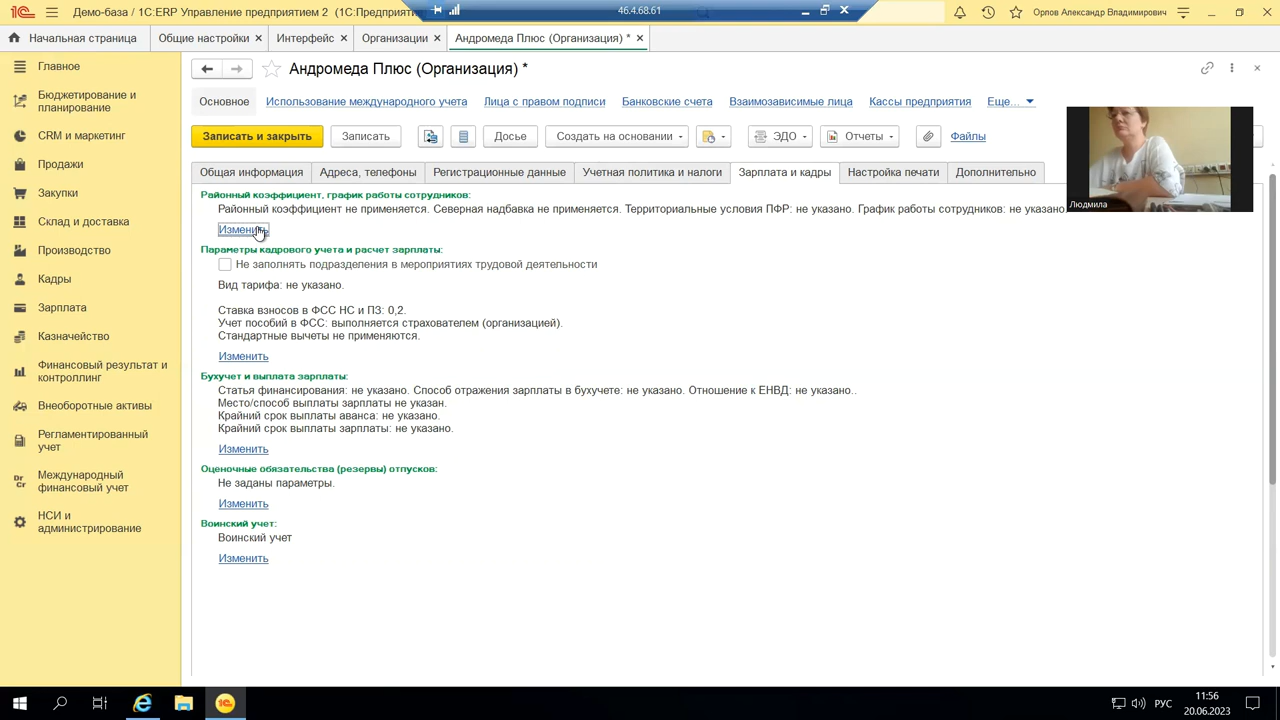 Демо-база / 1С:ERP Управление предприятием 2 (1С:Предприятие
46.4.68.61
Орлов Александр Владимирович
Начальная страница
Общие настройки
Интерфейс
Организации
Андромеда Плюс (Организация) *
Главное
Бюджетирование и
планирование
CRM и маркетинг
Продажи
Закупки
Склад и доставка
Производство
Кадры
Зарплата
Казначейство
Финансовый результат и
контроллинг
Внеоборотные активы
Регламентированный
учет
Международный
финансовый учет
НСИ и
администрирование
Андромеда Плюс (Организация) *
Основное Использование международного учета Лица с правом подписи Банковские счета Взаимозависимые лица Кассы предприятия Еще...
Записать и закрыть Записать Досье Создать на основании ЭДО Отчеты Файлы
Общая информация Адреса, телефоны Регистрационные данные Учетная политика и налоги Зарплата и кадры Настройка печати Дополнительно
Районный коэффициент, график работы сотрудников:
Районный коэффициент не применяется. Северная надбавка не применяется. Территориальные условия ПФР: не указано. График работы сотрудников: не указано.
Изменить
Параметры кадрового учета и расчет зарплаты:
Не заполнять подразделения в мероприятиях трудовой деятельности
Вид тарифа: не указано.
Ставка взносов в ФСС НС и ПЗ: 0,2.
Учет пособий в ФСС: выполняется страхователем (организацией).
Стандартные вычеты не применяются.
Изменить
Бухучет и выплата зарплаты:
Статья финансирования: не указано. Способ отражения зарплаты в бухучете: не указано. Отношение к ЕНВД: не указано..
Место/способ выплаты зарплаты не указан.
Крайний срок выплаты аванса: не указано.
Крайний срок выплаты зарплаты: не указано.
Изменить
Оценочные обязательства (резервы) отпусков:
Не заданы параметры.
Изменить
Воинский учет:
Воинский учет
Изменить
Людмила
РУС
11:56
20.06.2023